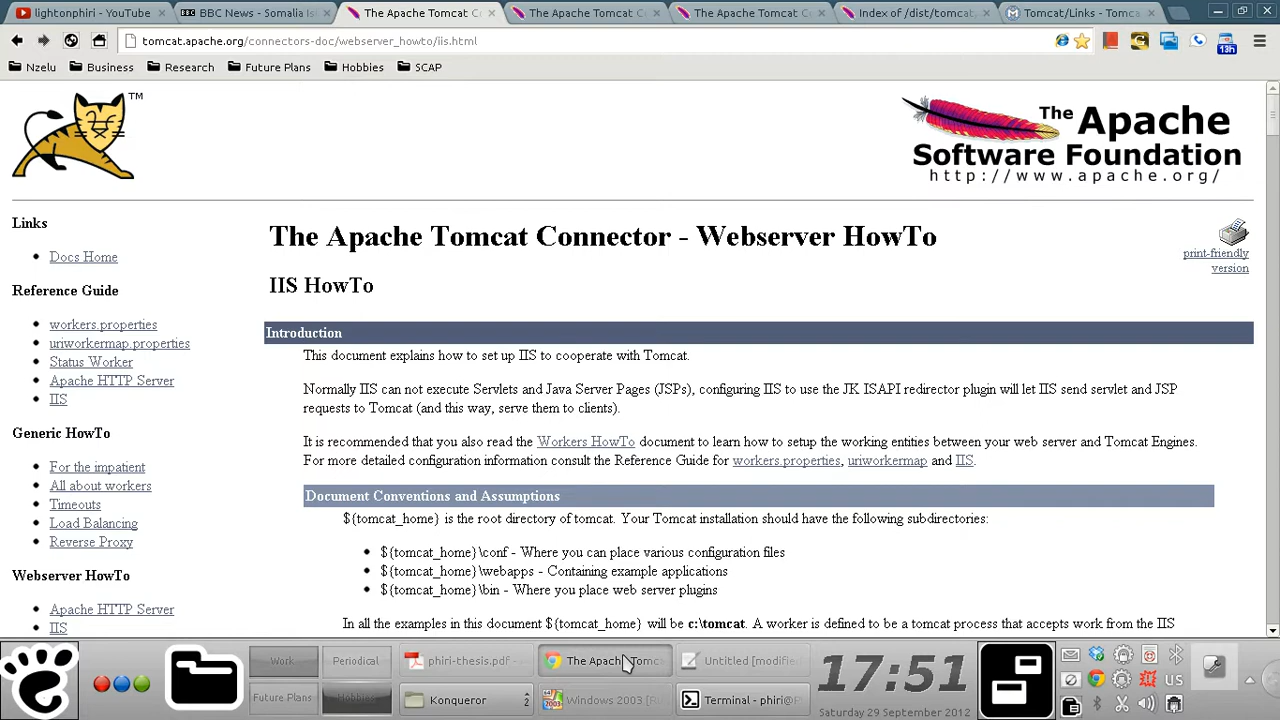 lightonphiri - YouTube
BBC News - Somalia Isl
The Apache Tomcat C
The Apache Tomcat C
The Apache Tomcat C
Index of /dist/tomcat
Tomcat/Links - Tomca
tomcat.apache.org/connectors-doc/webserver_howto/iis.html
13h
Nzelu
Business
Research
Future Plans
Hobbies
SCAP
TM
The Apache
Software Foundation
http://www.apache.org/
Links
Docs Home
Reference Guide
workers.properties
uriworkermap.properties
Status Worker
Apache HTTP Server
IIS
Generic HowTo
For the impatient
All about workers
Timeouts
Load Balancing
Reverse Proxy
Webserver HowTo
Apache HTTP Server
IIS
The Apache Tomcat Connector - Webserver HowTo
print-friendly
version
IIS HowTo
Introduction
This document explains how to set up IIS to cooperate with Tomcat.
Normally IIS can not execute Servlets and Java Server Pages (JSPs), configuring IIS to use the JK ISAPI redirector plugin will let IIS send servlet and JSP
requests to Tomcat (and this way, serve them to clients).
It is recommended that you also read the Workers HowTo document to learn how to setup the working entities between your web server and Tomcat Engines.
For more detailed configuration information consult the Reference Guide for workers.properties, uriworkermap and IIS.
Document Conventions and Assumptions
${tomcat_home} is the root directory of tomcat. Your Tomcat installation should have the following subdirectories:
${tomcat_home}\conf - Where you can place various configuration files
${tomcat_home}\webapps - Containing example applications
${tomcat_home}\bin - Where you place web server plugins
In all the examples in this document ${tomcat_home} will be c:\tomcat. A worker is defined to be a tomcat process that accepts work from the IIS
Work
Periodical
Future Plans
Hobbies
phiri-thesis.pdf -
The Apache Tomc
Untitled [modifie
Konqueror 2
Windows 2003 [Ru
Terminal - phiri@P
17:51
Saturday 29 September 2012
US